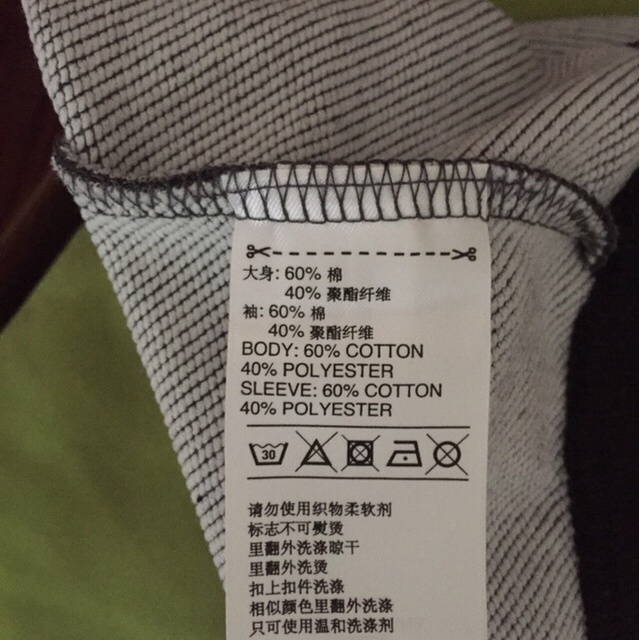 大身: 60% 棉
40% 聚酯纤维
袖: 60% 棉
40% 聚酯纤维
BODY: 60% COTTON
40% POLYESTER
SLEEVE: 60% COTTON
40% POLYESTER
30
请勿使用织物柔软剂
标志不可熨烫
里翻外洗涤晾干
里翻外洗烫
扣上扣件洗涤
相似颜色里翻外洗涤
只可使用温和洗涤剂